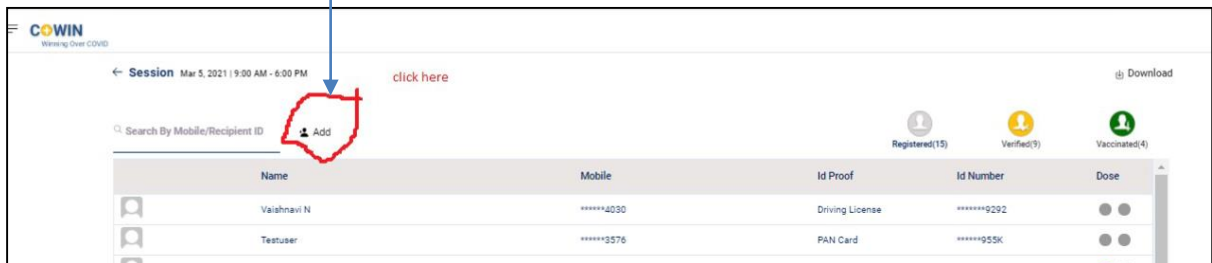 COWIN
Winning Over COVID
← Session Mar 5, 2021 | 9:00 AM - 6:00 PM
click here
Download
Search By Mobile/Recipient ID
Add
Registered(15) Verified(9) Vaccinated(4)
Name Mobile Id Proof Id Number Dose
Vaishnavi N ******4030 Driving License *******9292
Testuser ******3576 PAN Card ******955K